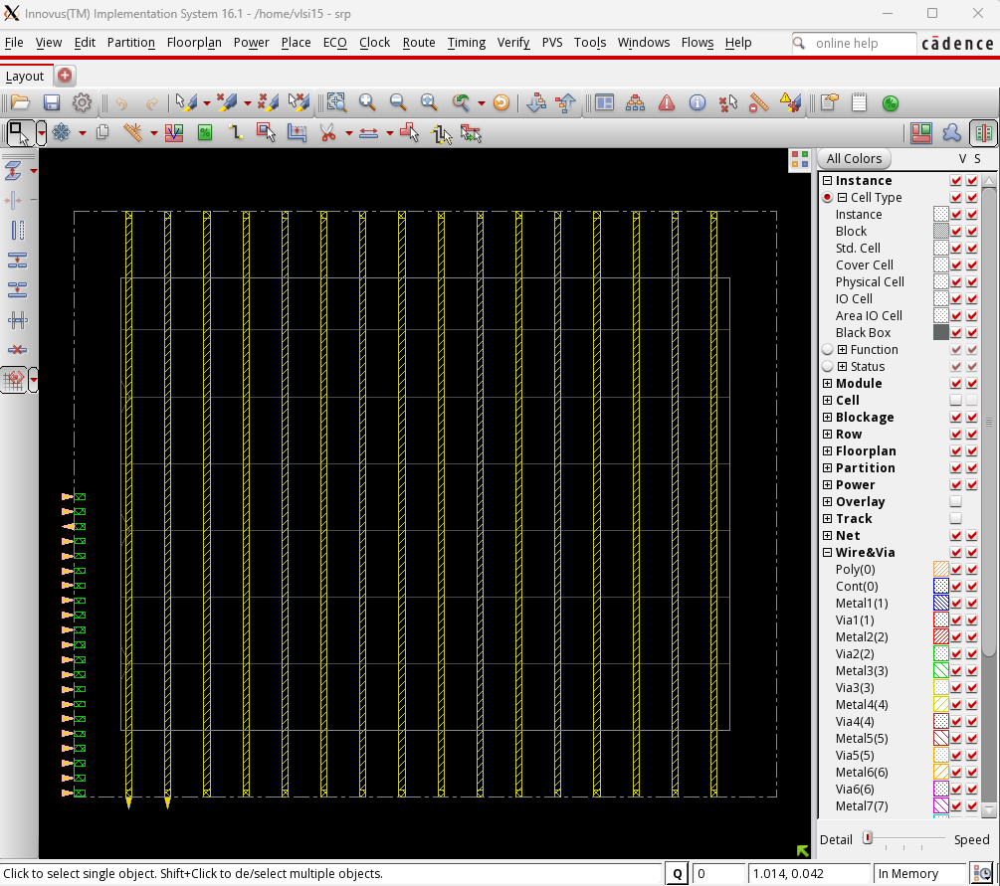 Innovus(TM) Implementation System 16.1 - /home/vlsi15 - srp
File View Edit Partition Floorplan Power Place ECO Clock Route Timing Verify PVS Tools Windows Flows Help
online help
cādence
Layout
All Colors V S
Instance
Cell Type
Instance
Block
Std. Cell
Cover Cell
Physical Cell
IO Cell
Area IO Cell
Black Box
Function
Status
Module
Cell
Blockage
Row
Floorplan
Partition
Power
Overlay
Track
Net
Wire&Via
Poly(0)
Cont(0)
Metal1(1)
Via1(1)
Metal2(2)
Via2(2)
Metal3(3)
Via3(3)
Metal4(4)
Via4(4)
Metal5(5)
Via5(5)
Metal6(6)
Via6(6)
Metal7(7)
Detail Speed
Click to select single object. Shift+Click to de/select multiple objects. Q 0 1.014, 0.042 In Memory